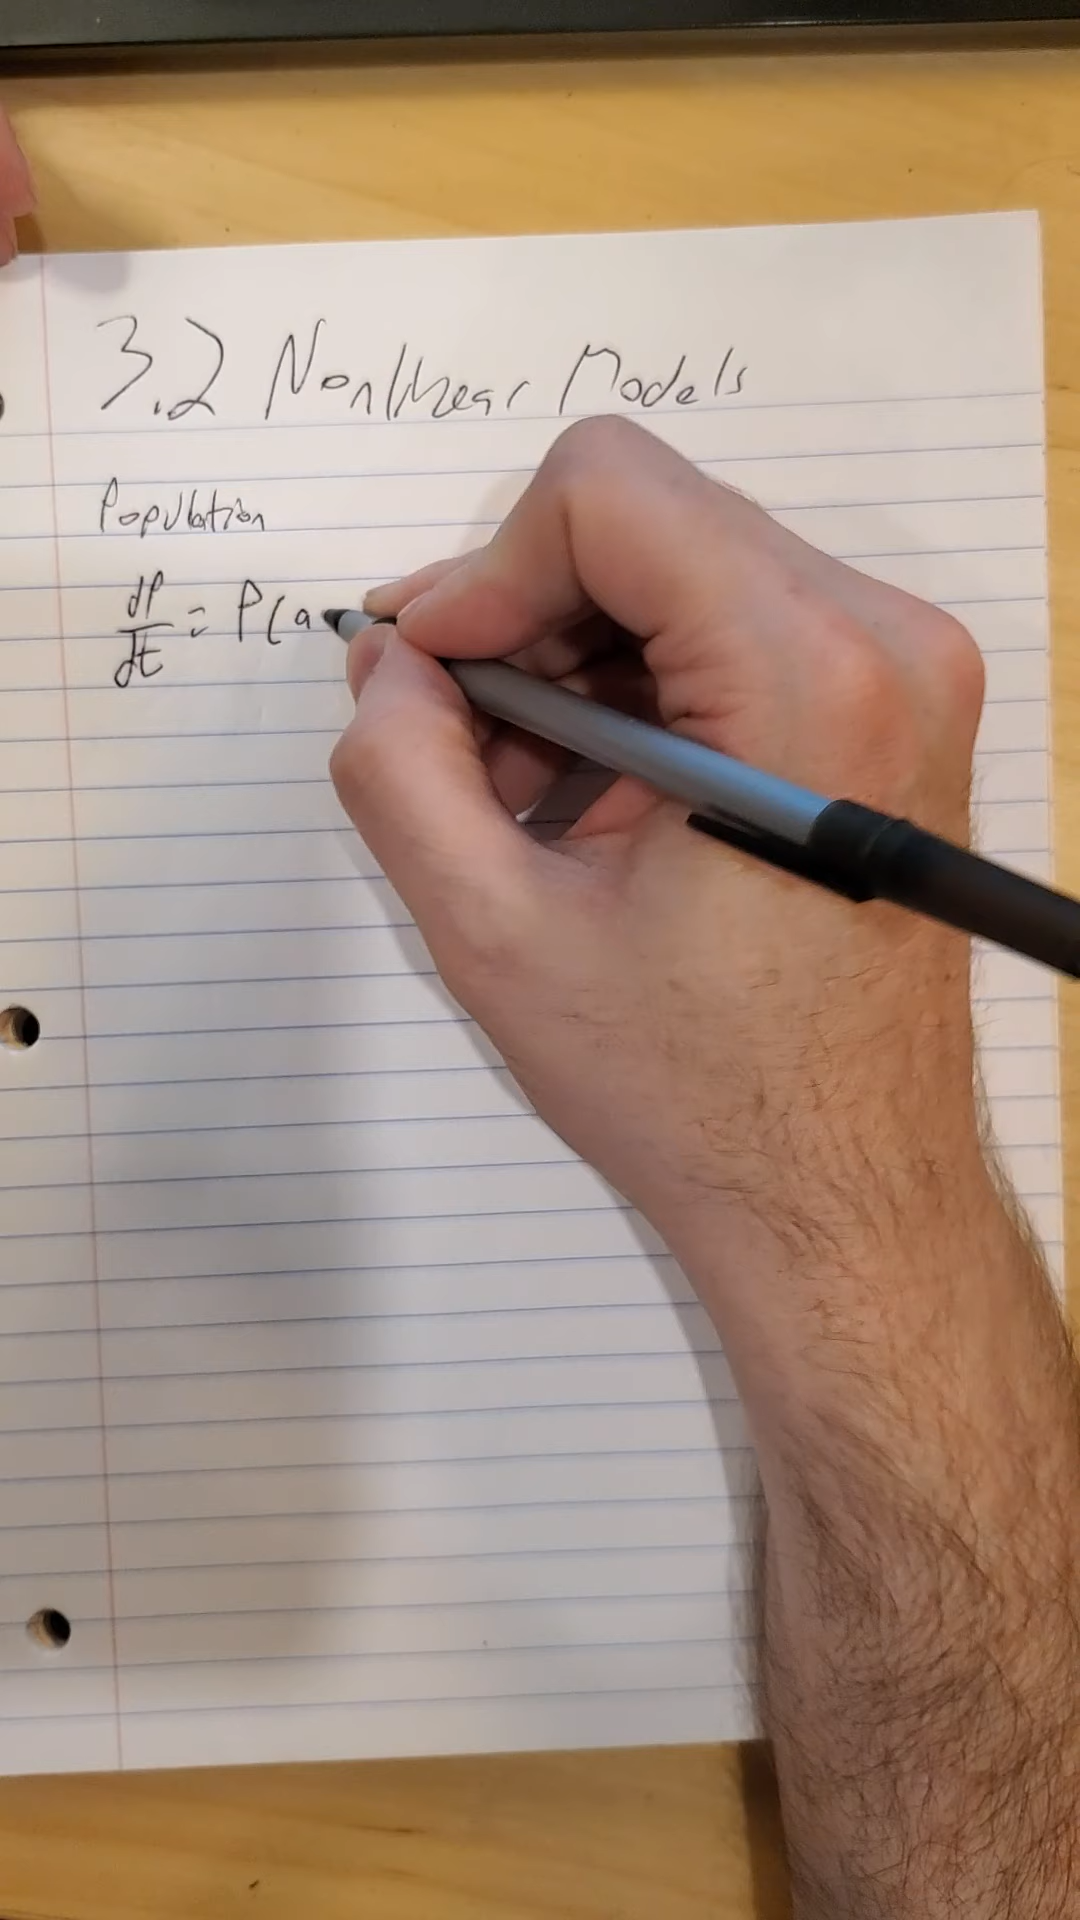 3.2 Nonlinear Models
Population
dP/dt = P(a